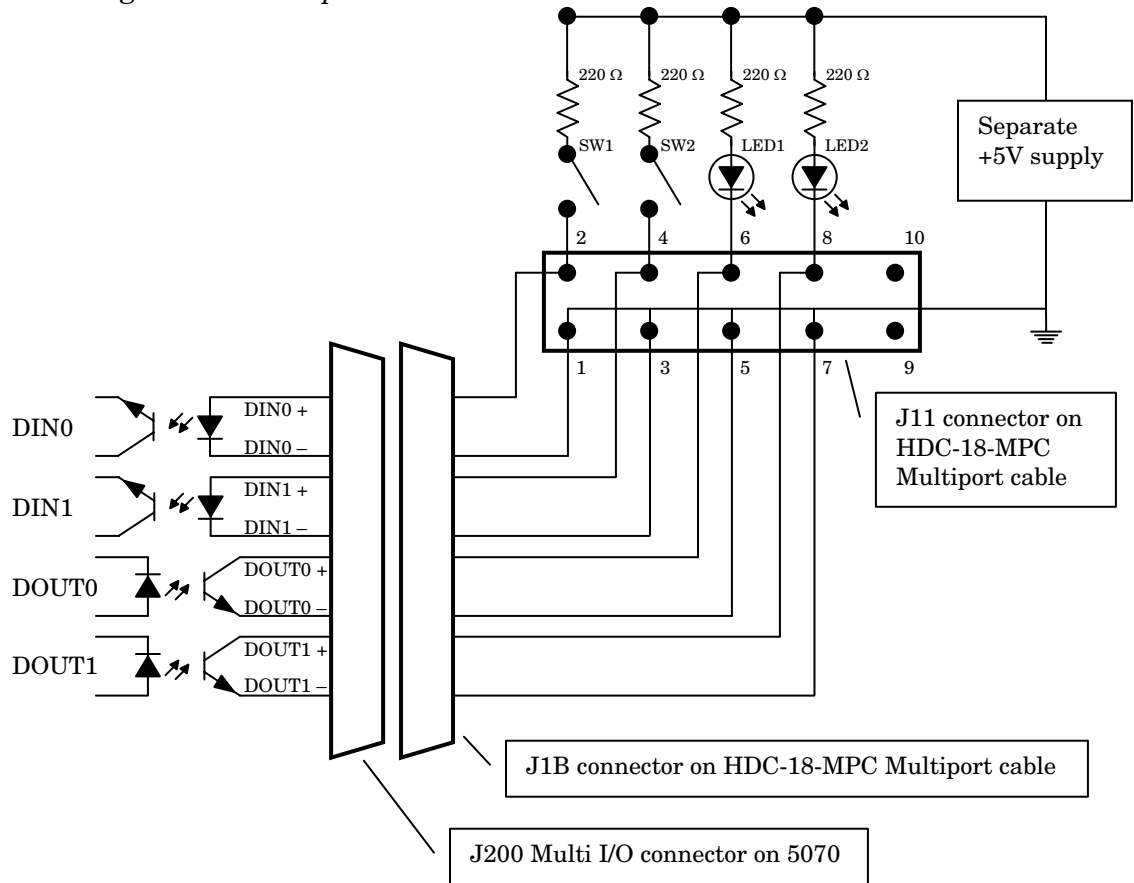 220 Ω
220 Ω
220 Ω
220 Ω
SW1
SW2
LED1
LED2
Separate
+5V supply
2
4
6
8
10
1
3
5
7
9
J11 connector on
HDC-18-MPC
Multiport cable
DIN0
DIN0 +
DIN0 –
DIN1
DIN1 +
DIN1 –
DOUT0
DOUT0 +
DOUT0 –
DOUT1
DOUT1 +
DOUT1 –
J1B connector on HDC-18-MPC Multiport cable
J200 Multi I/O connector on 5070